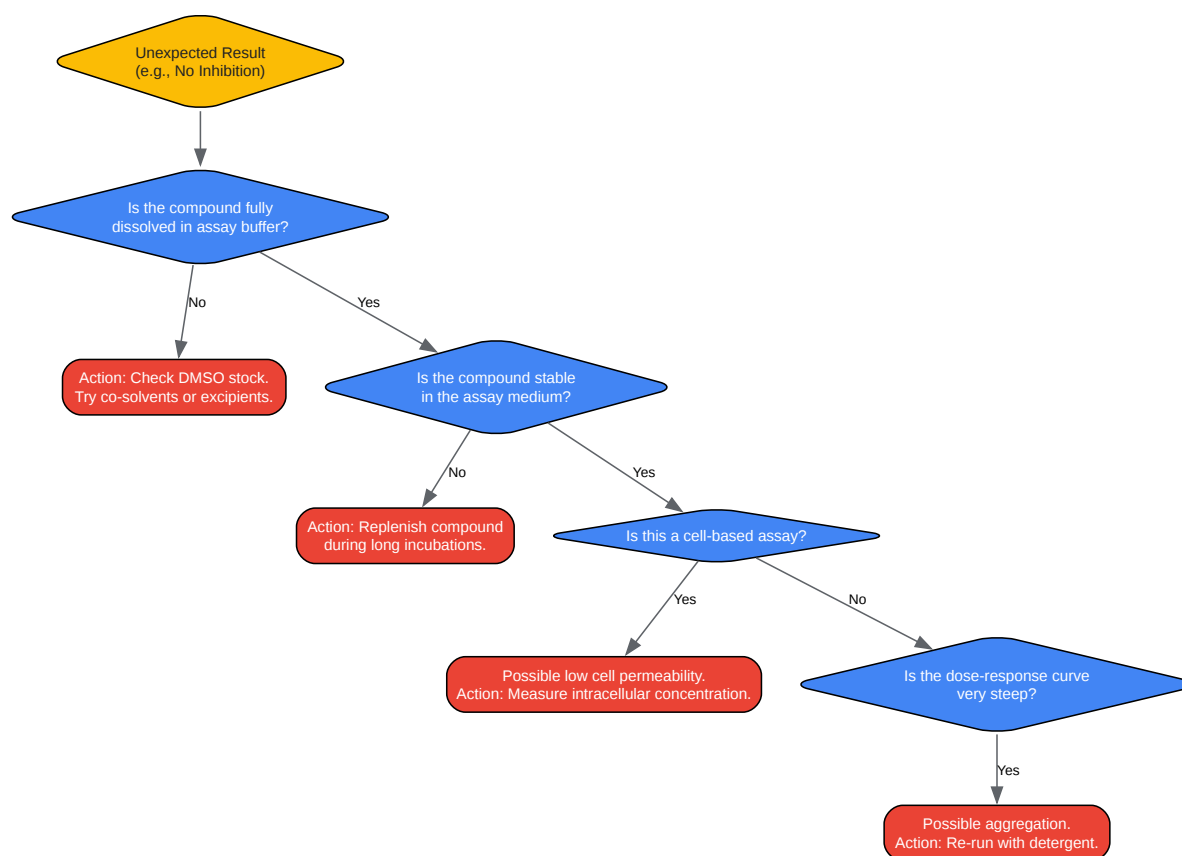 Unexpected Result
(e.g., No Inhibition)
Is the compound fully
dissolved in assay buffer?
No
Yes
Action: Check DMSO stock.
Try co-solvents or excipients.
Is the compound stable
in the assay medium?
No
Yes
Action: Replenish compound
during long incubations.
Is this a cell-based assay?
Yes
No
Possible low cell permeability.
Action: Measure intracellular concentration.
Is the dose-response curve
very steep?
Yes
Possible aggregation.
Action: Re-run with detergent.